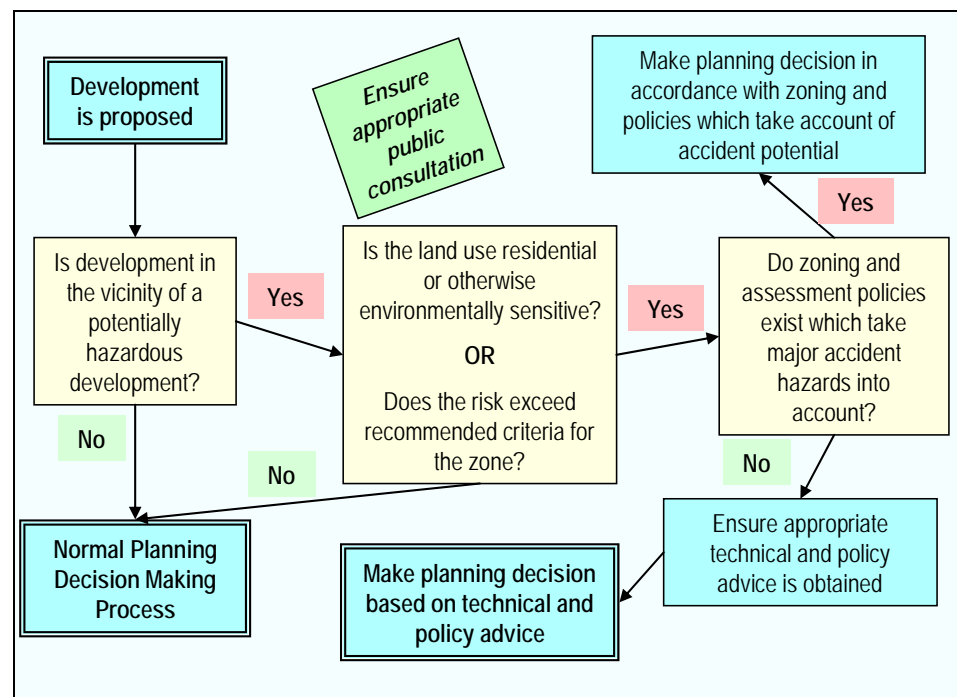 Development
is proposed
Ensure
appropriate
public
consultation
Make planning decision in
accordance with zoning and
policies which take account of
accident potential
Yes
Is development in
the vicinity of a
potentially
hazardous
development?
Yes
Is the land use residential
or otherwise
environmentally sensitive?
OR
Does the risk exceed
recommended criteria for
the zone?
Yes
Do zoning and
assessment policies
exist which take
major accident
hazards into
account?
No
No
No
Normal Planning
Decision Making
Process
Make planning decision
based on technical and
policy advice
Ensure appropriate
technical and policy
advice is obtained